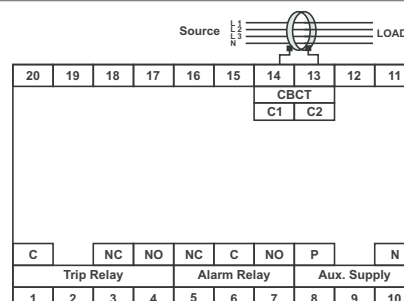 Source
L1
L2
L3
N
LOAD
20 19 18 17 16 15 14 13 12 11
CBCT
C1 C2
C NC NO NC C NO P N
Trip Relay Alarm Relay Aux. Supply
1 2 3 4 5 6 7 8 9 10